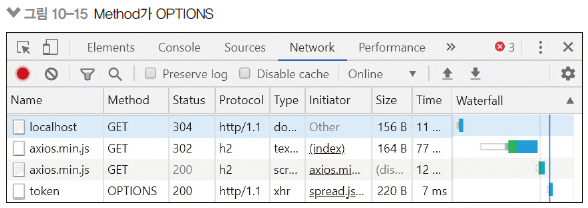 그림 10-15 Method가 OPTIONS
Elements Console Sources Network Performance » 3
Preserve log Disable cache Online
Name Method Status Protocol Type Initiator Size Time Waterfall
localhost GET 304 http/1.1 do... Other 156 B 11 ...
axios.min.js GET 302 h2 tex... (index) 164 B 77 ...
axios.min.js GET 200 h2 scr... axios.mi... (dis... 12 ...
token OPTIONS 200 http/1.1 xhr spread.js... 220 B 7 ms